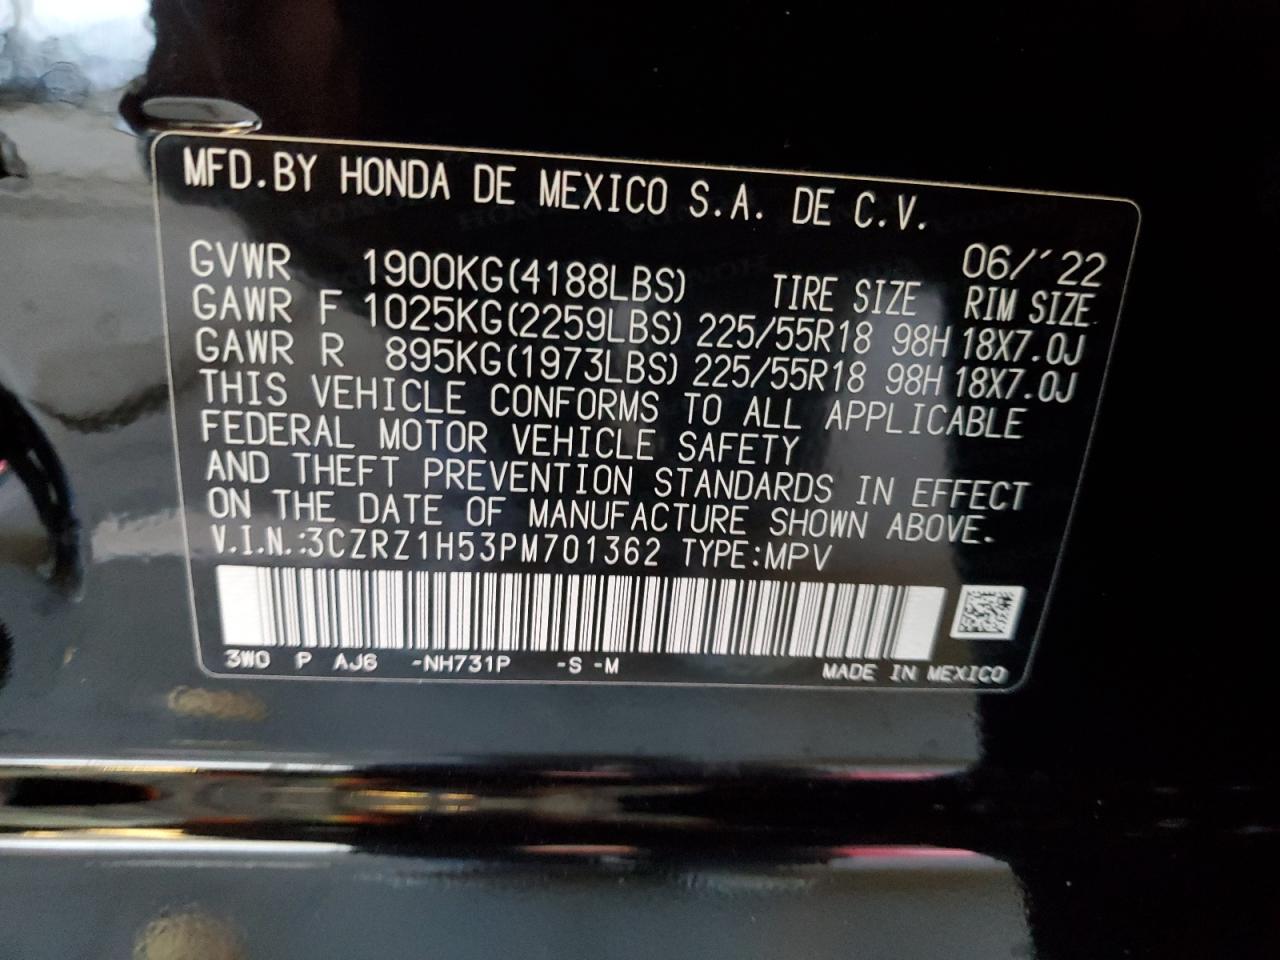 MFD.BY HONDA DE MEXICO S.A. DE C.V.
06/'22
GVWR 1900KG(4188LBS) TIRE SIZE RIM SIZE
GAWR F 1025KG(2259LBS) 225/55R18 98H 18X7.0J
GAWR R 895KG(1973LBS) 225/55R18 98H 18X7.0J
THIS VEHICLE CONFORMS TO ALL APPLICABLE
FEDERAL MOTOR VEHICLE SAFETY
AND THEFT PREVENTION STANDARDS IN EFFECT
ON THE DATE OF MANUFACTURE SHOWN ABOVE.
V.I.N.:3CZRZ1H53PM701362 TYPE:MPV
3W0 P AJ6 -NH731P -S -M
MADE IN MEXICO